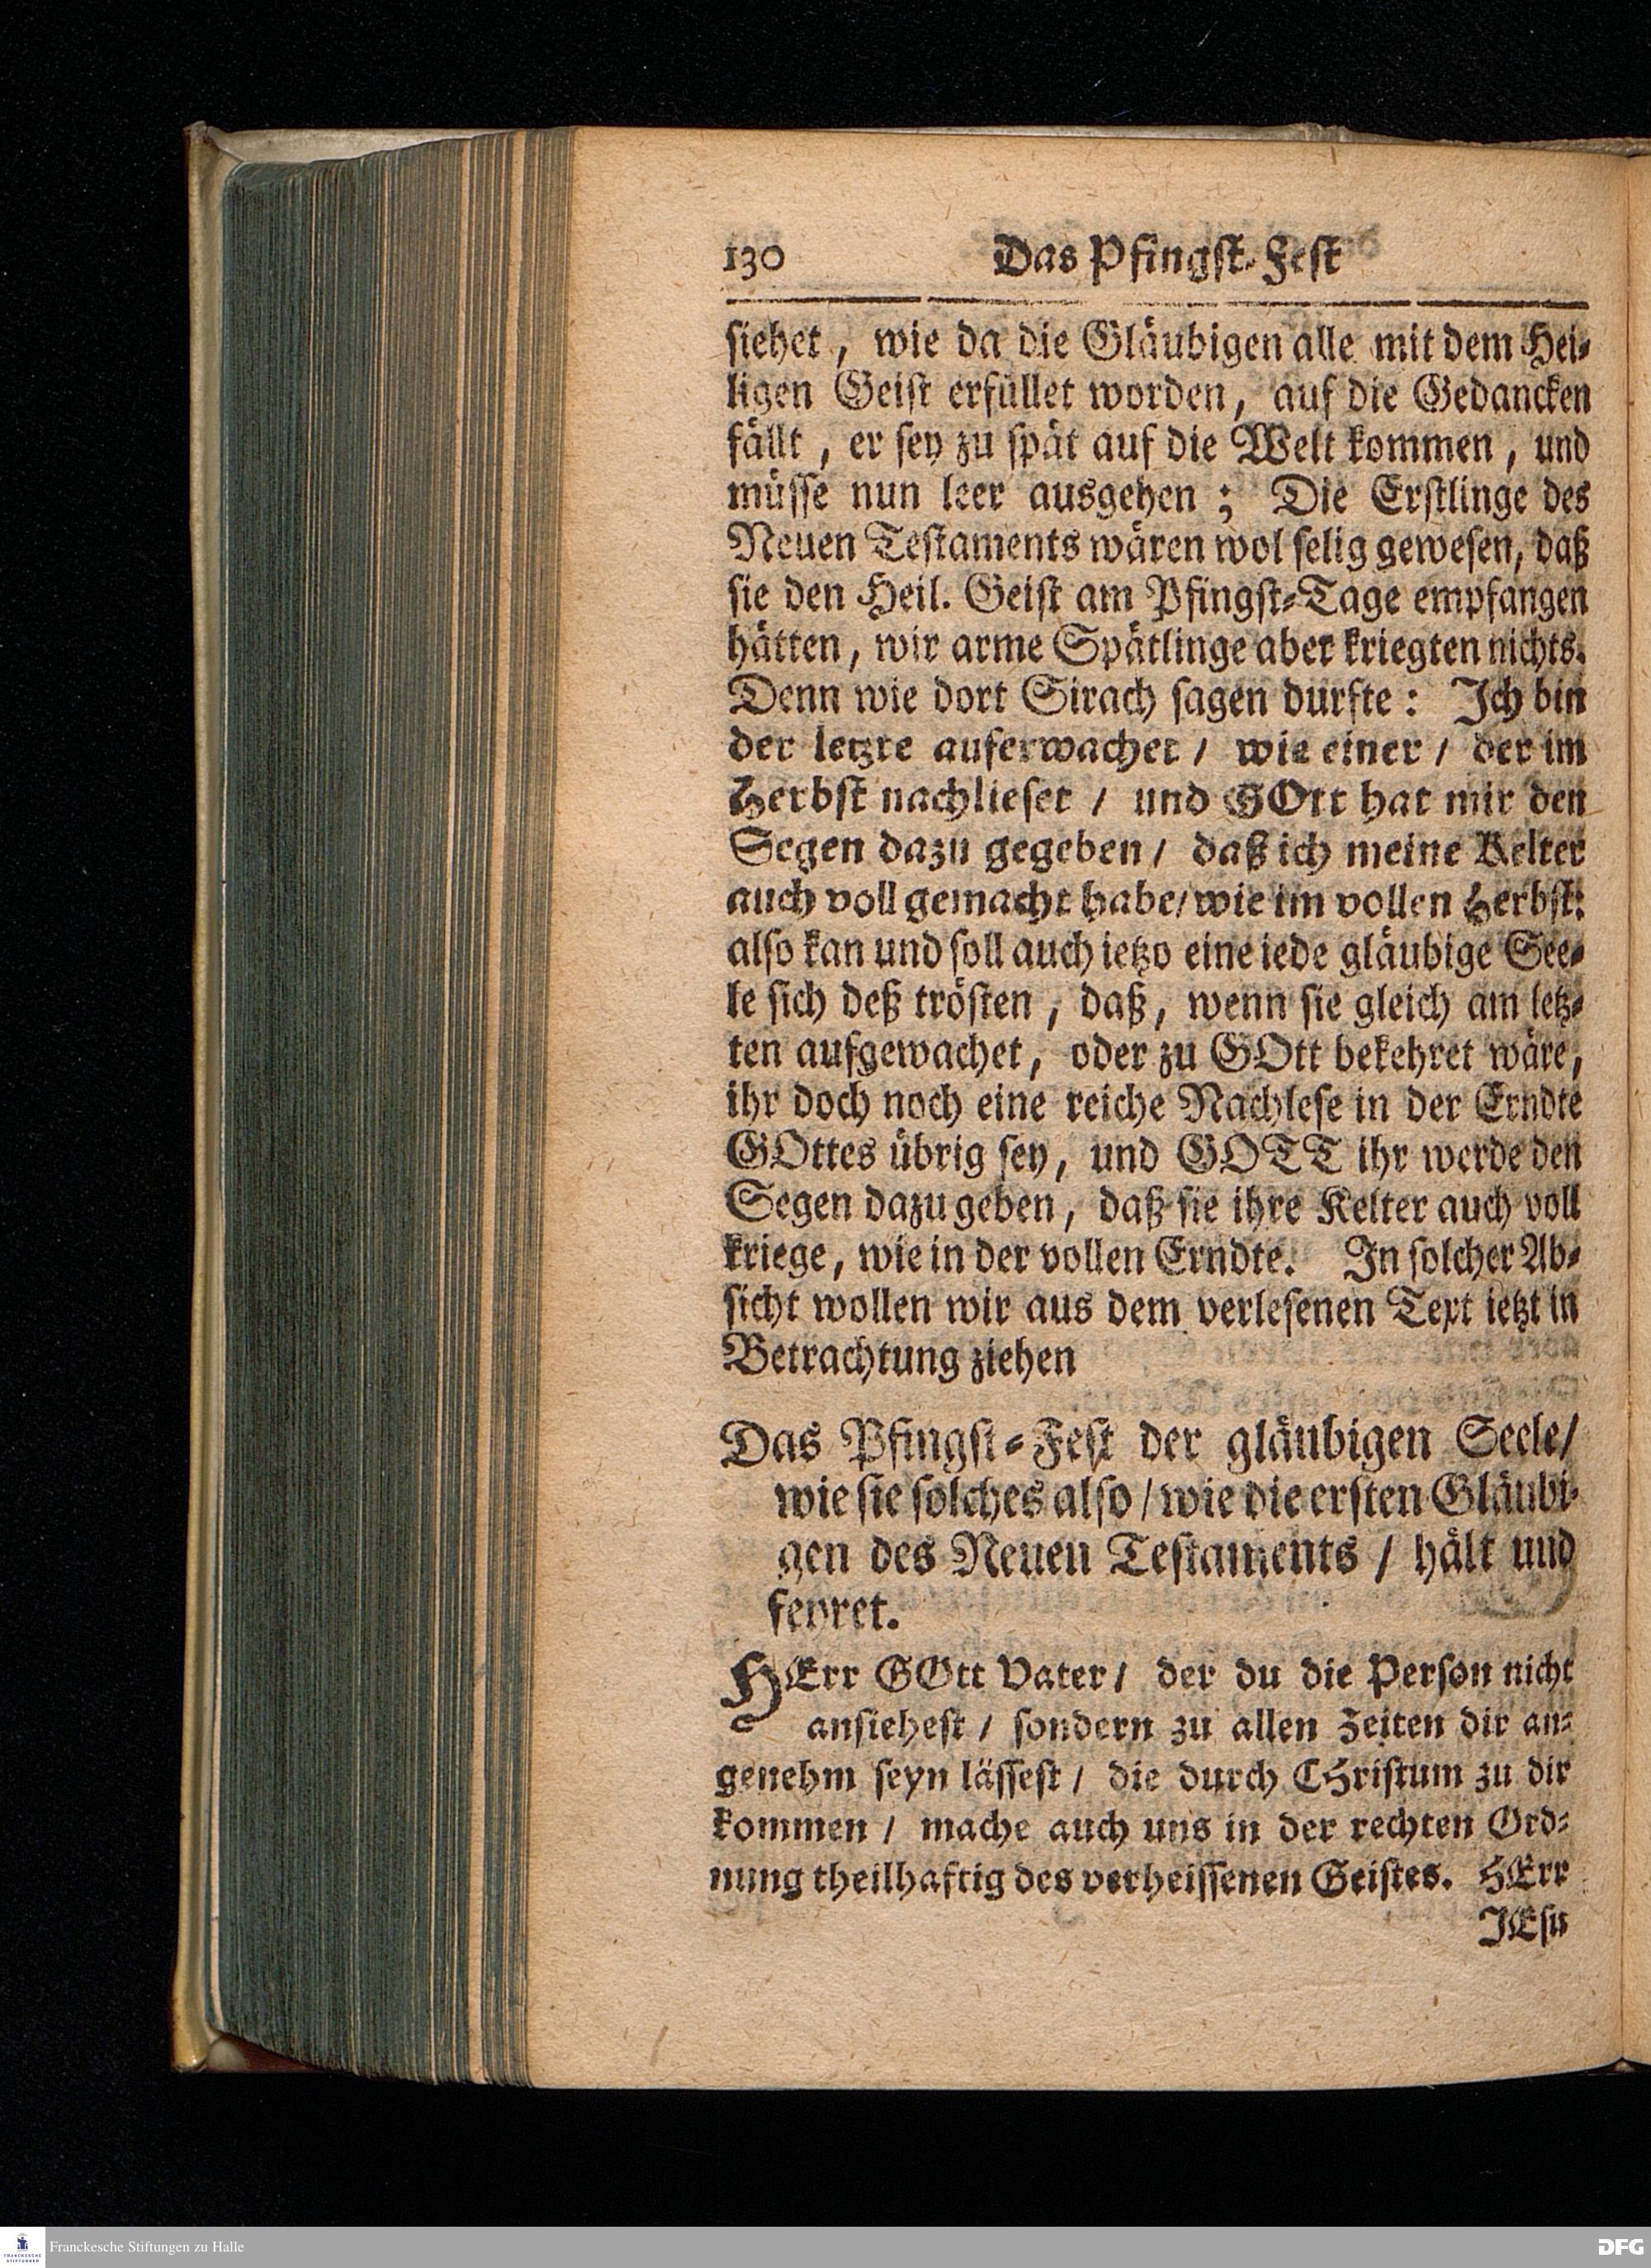 130 Das Pfingst-Fest
siehet, wie da die Gläubigen alle mit dem Hei-
ligen Geist erfüllet worden, auf die Gedancken
fällt, er sey zu spät auf die Welt kommen, und
müsse nun leer ausgehen; Die Erstlinge des
Neuen Testaments wären wol selig gewesen, daß
sie den Heil. Geist am Pfingst-Tage empfangen
hätten, wir arme Spätlinge aber kriegten nichts.
Denn wie dort Sirach sagen durfte: Ich bin
der letzte auferwachet / wie einer / der im
Herbst nachlieset / und GOtt hat mir den
Segen dazu gegeben / daß ich meine Kelter
auch voll gemacht habe / wie im vollen Herbst:
also kan und soll auch ietzo eine iede gläubige See-
le sich deß trösten, daß, wenn sie gleich am letz-
ten aufgewachet, oder zu GOtt bekehret wäre,
ihr doch noch eine reiche Nachlese in der Erndte
GOttes übrig sey, und GOTT ihr werde den
Segen dazu geben, daß sie ihre Kelter auch voll
kriege, wie in der vollen Erndte. In solcher Ab-
sicht wollen wir aus dem verlesenen Text ietzt in
Betrachtung ziehen
Das Pfingst-Fest der gläubigen Seele /
wie sie solches also / wie die ersten Gläubi-
gen des Neuen Testaments / hält und
feyret.
HErr GOtt Vater / der du die Person nicht
ansiehest / sondern zu allen Zeiten dir an-
genehm seyn lässest / die durch CHristum zu dir
kommen / mache auch uns in der rechten Ord-
nung theilhaftig des verheissenen Geistes. HErr
JEsu
FRANCKESCHE STIFTUNGEN
Franckesche Stiftungen zu Halle
DFG